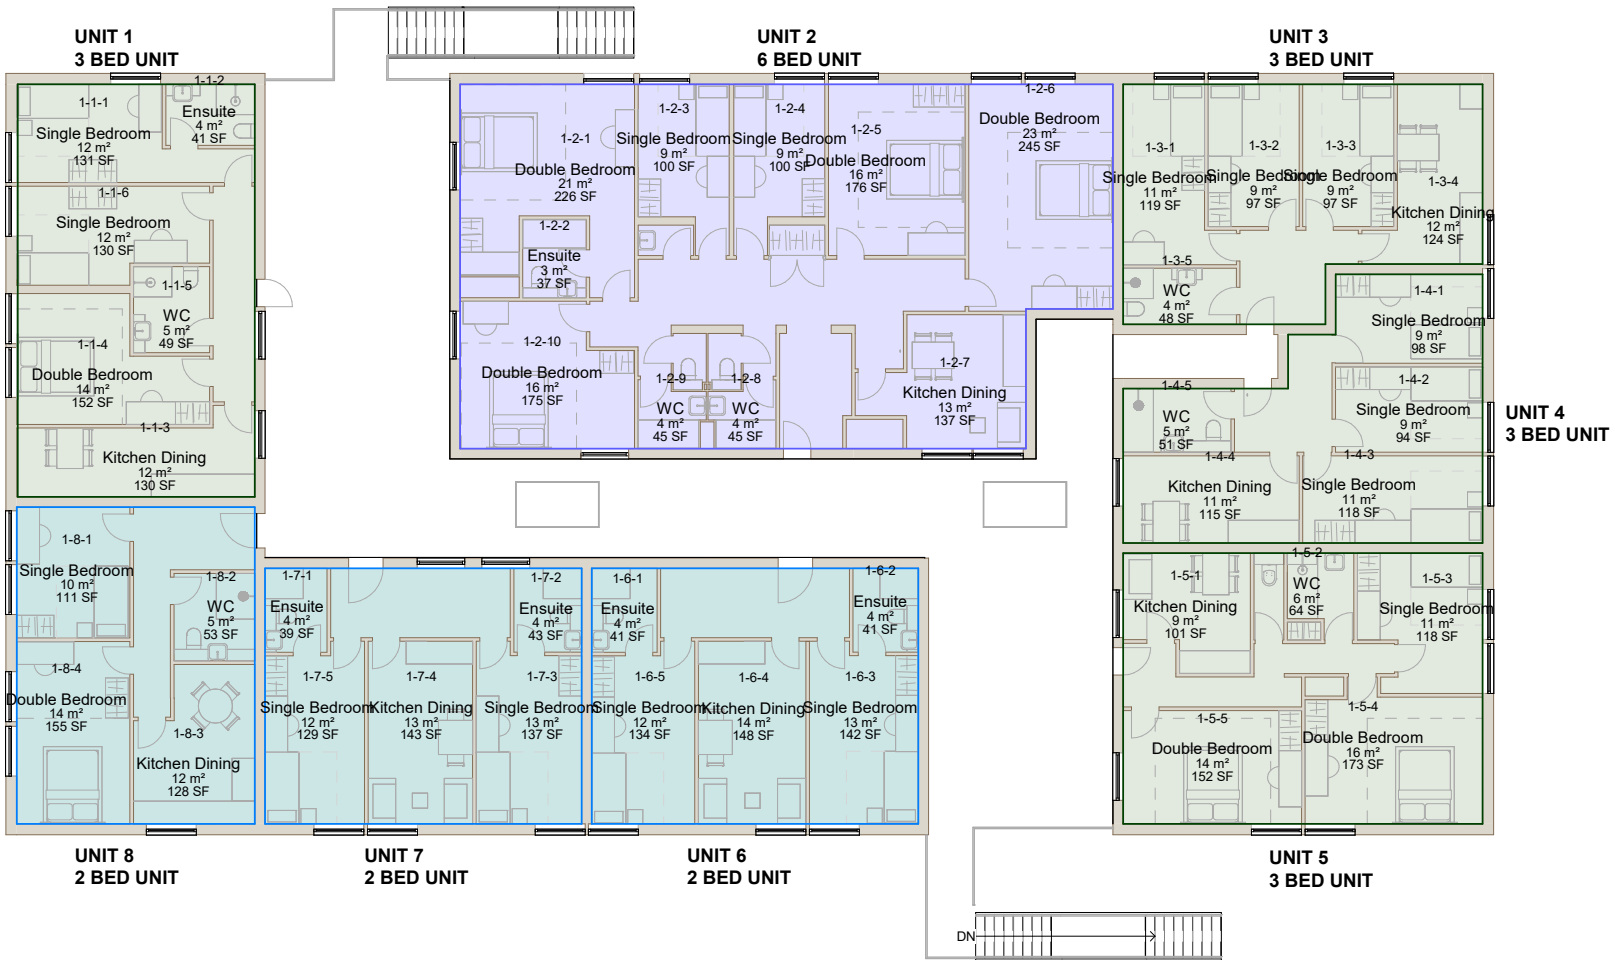 UNIT 1
3 BED UNIT
UNIT 2
6 BED UNIT
UNIT 3
3 BED UNIT
1-1-1
Single Bedroom
12 m²
131 SF
1-1-2
Ensuite
4 m²
41 SF
1-1-6
Single Bedroom
12 m²
130 SF
1-1-5
WC
5 m²
49 SF
1-1-4
Double Bedroom
14 m²
152 SF
1-1-3
Kitchen Dining
12 m²
130 SF
1-2-1
Double Bedroom
21 m²
226 SF
1-2-2
Ensuite
3 m²
37 SF
1-2-3
Single Bedroom
9 m²
100 SF
1-2-4
Single Bedroom
9 m²
100 SF
1-2-5
Double Bedroom
16 m²
176 SF
1-2-6
Double Bedroom
23 m²
245 SF
1-2-10
Double Bedroom
16 m²
175 SF
1-2-9
WC
4 m²
45 SF
1-2-8
WC
4 m²
45 SF
1-2-7
Kitchen Dining
13 m²
137 SF
1-3-1
Single Bedroom
11 m²
119 SF
1-3-2
Single Bedroom
9 m²
97 SF
1-3-3
Single Bedroom
9 m²
97 SF
1-3-4
Kitchen Dining
12 m²
124 SF
1-3-5
WC
4 m²
48 SF
1-4-1
Single Bedroom
9 m²
98 SF
1-4-2
Single Bedroom
9 m²
94 SF
1-4-5
WC
5 m²
51 SF
1-4-4
Kitchen Dining
11 m²
115 SF
1-4-3
Single Bedroom
11 m²
118 SF
UNIT 4
3 BED UNIT
1-5-1
Kitchen Dining
9 m²
101 SF
1-5-2
WC
6 m²
64 SF
1-5-3
Single Bedroom
11 m²
118 SF
1-5-5
Double Bedroom
14 m²
152 SF
1-5-4
Double Bedroom
16 m²
173 SF
1-8-1
Single Bedroom
10 m²
111 SF
1-8-2
WC
5 m²
53 SF
1-8-4
Double Bedroom
14 m²
155 SF
1-8-3
Kitchen Dining
12 m²
128 SF
1-7-1
Ensuite
4 m²
39 SF
1-7-2
Ensuite
4 m²
43 SF
1-7-5
Single Bedroom
12 m²
129 SF
1-7-4
Kitchen Dining
13 m²
143 SF
1-7-3
Single Bedroom
13 m²
137 SF
1-6-1
Ensuite
4 m²
41 SF
1-6-2
Ensuite
4 m²
41 SF
1-6-5
Single Bedroom
12 m²
134 SF
1-6-4
Kitchen Dining
14 m²
148 SF
1-6-3
Single Bedroom
13 m²
142 SF
UNIT 8
2 BED UNIT
UNIT 7
2 BED UNIT
UNIT 6
2 BED UNIT
UNIT 5
3 BED UNIT
DN